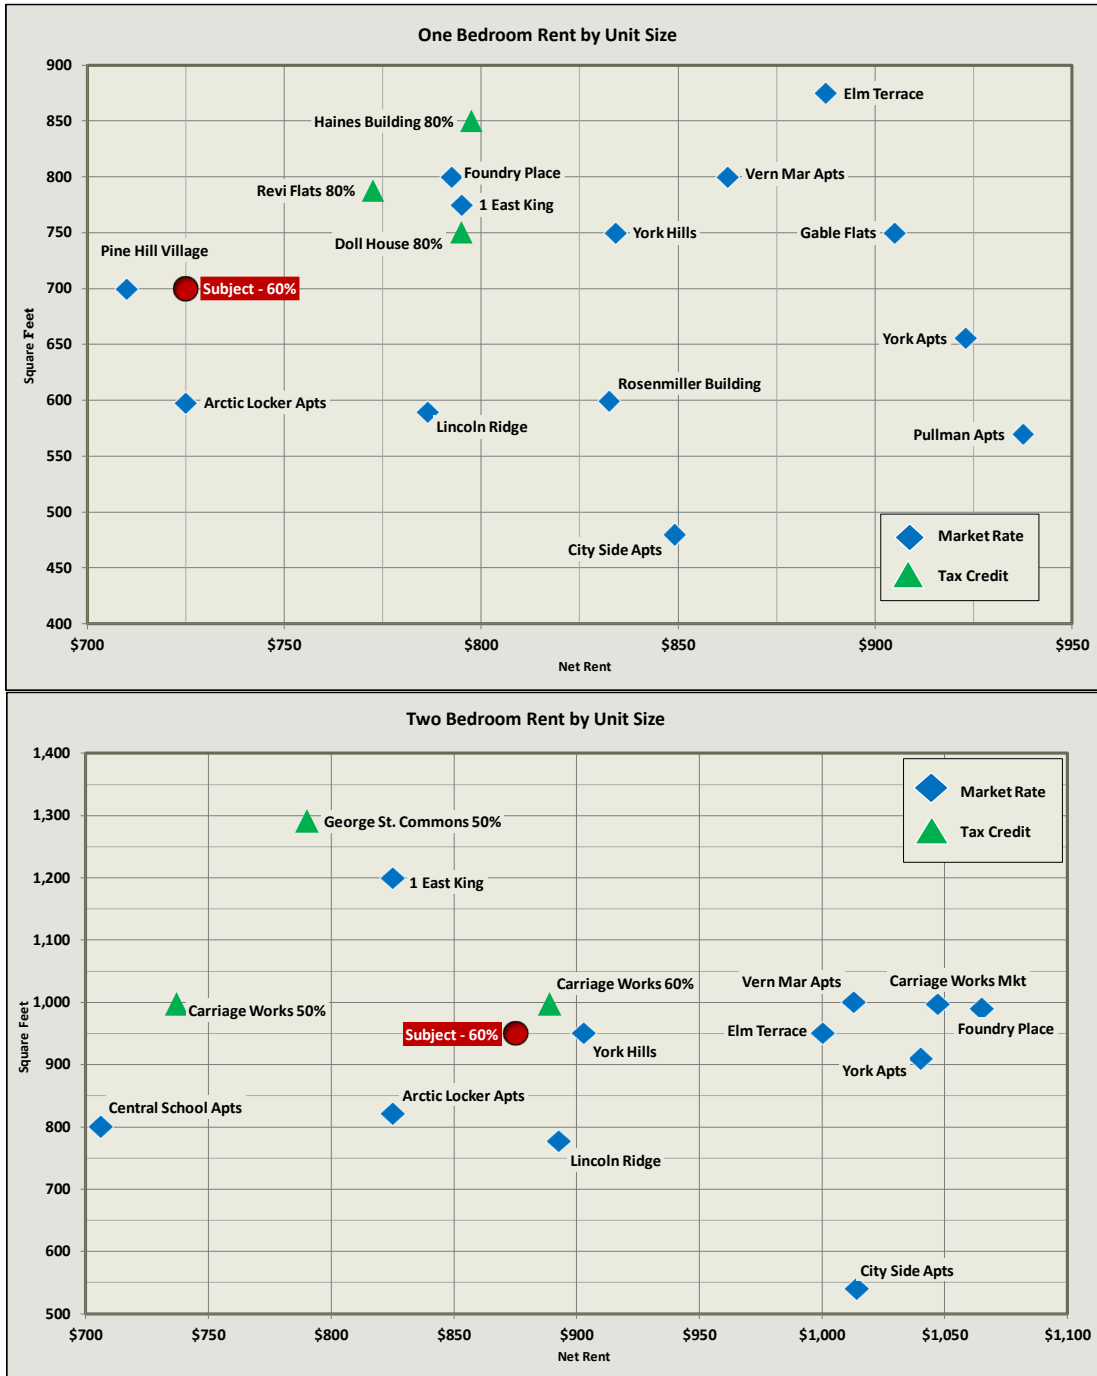 One Bedroom Rent by Unit Size
900
Elm Terrace
850
Haines Building 80%
800
Foundry Place
Vern Mar Apts
Revi Flats 80%
1 East King
750
Doll House 80%
York Hills
Gable Flats
Pine Hill Village
700
Subject - 60%
650
York Apts
600
Arctic Locker Apts
Rosenmiller Building
Lincoln Ridge
Pullman Apts
550
500
City Side Apts
450
400
Square Feet
Market Rate
Tax Credit
$700
$750
$800
$850
$900
$950
Net Rent
Two Bedroom Rent by Unit Size
1,400
Market Rate
Tax Credit
1,300
George St. Commons 50%
1,200
1 East King
1,100
1,000
Carriage Works 50%
Carriage Works 60%
Vern Mar Apts
Carriage Works Mkt
Foundry Place
Subject - 60%
York Hills
Elm Terrace
900
York Apts
Arctic Locker Apts
Central School Apts
800
Lincoln Ridge
700
600
City Side Apts
500
Square Feet
$700
$750
$800
$850
$900
$950
$1,000
$1,050
$1,100
Net Rent